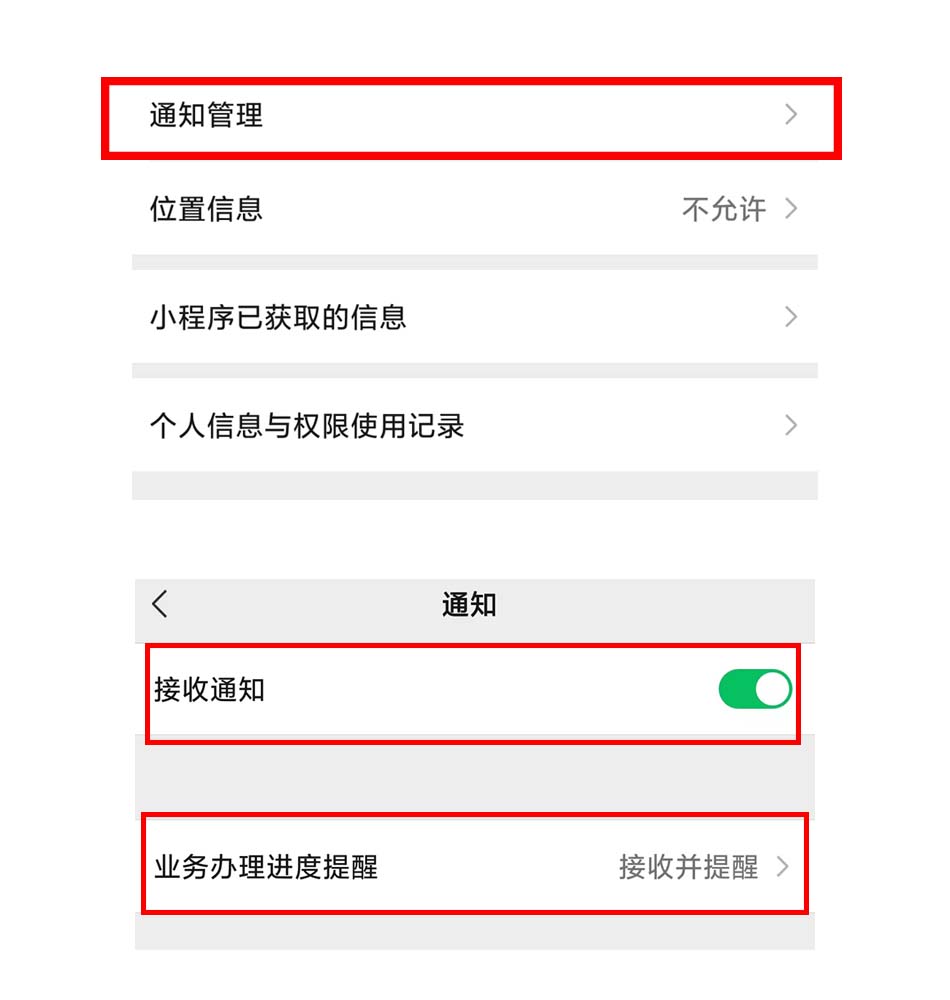 通知管理
位置信息 不允许
小程序已获取的信息
个人信息与权限使用记录
通知
接收通知
业务办理进度提醒 接收并提醒